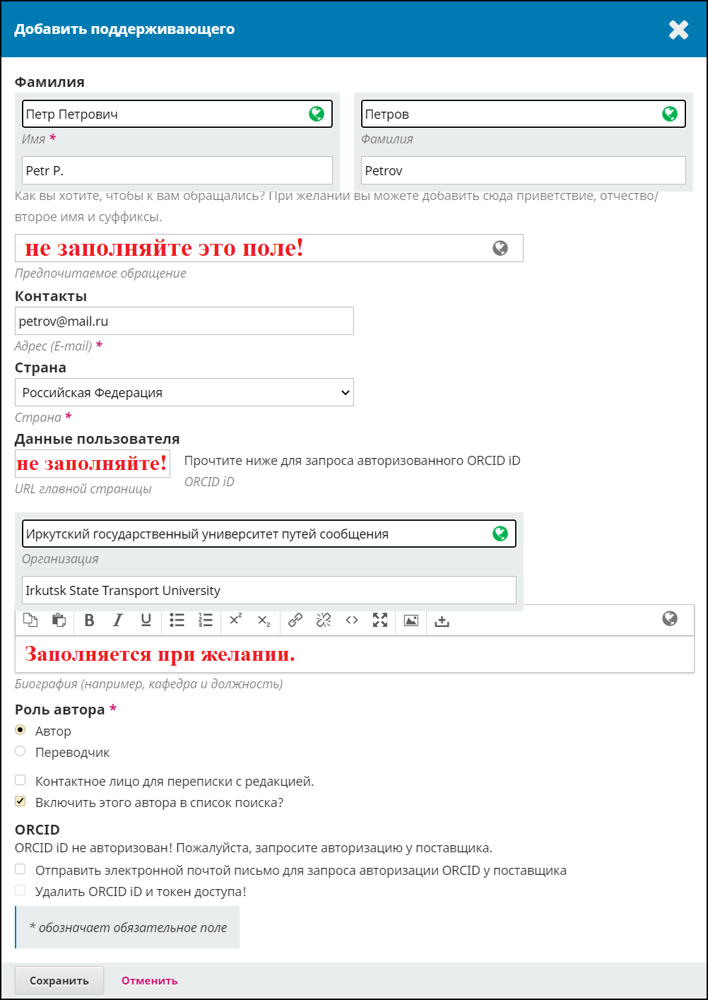 Добавить поддерживающего
Фамилия
Петр Петрович
Петров
Имя *
Фамилия
Petr P.
Petrov
Как вы хотите, чтобы к вам обращались? При желании вы можете добавить сюда приветствие, отчество/
второе имя и суффиксы.
не заполняйте это поле!
Предпочитаемое обращение
Контакты
petrov@mail.ru
Адрес (E-mail) *
Страна
Российская Федерация
Страна *
Данные пользователя
не заполняйте!
Прочтите ниже для запроса авторизованного ORCID iD
URL главной страницы
ORCID iD
Иркутский государственный университет путей сообщения
Организация
Irkutsk State Transport University
B I U x² x₂
Заполняется при желании.
Биография (например, кафедра и должность)
Роль автора *
Автор
Переводчик
Контактное лицо для переписки с редакцией.
Включить этого автора в список поиска?
ORCID
ORCID iD не авторизован! Пожалуйста, запросите авторизацию у поставщика.
Отправить электронной почтой письмо для запроса авторизации ORCID у поставщика
Удалить ORCID iD и токен доступа!
* обозначает обязательное поле
Сохранить
Отменить